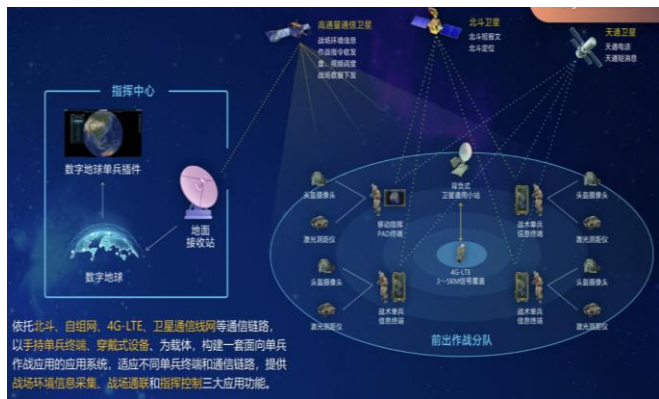 高通量通信卫星
战场环境信息
作战指令收发
音、视频调度
战场数据下发
北斗卫星
北斗短报文
北斗定位
天通卫星
天通电话
天通短消息
指挥中心
数字地球单兵插件
地面
接收站
数字地球
背负式
卫星通用小站
头盔摄像头
激光测距仪
移动指挥
PAD终端
战术单兵
信息终端
头盔摄像头
激光测距仪
4G-LTE
3～5KM信号覆盖
头盔摄像头
激光测距仪
战术单兵
信息终端
战术单兵
信息终端
头盔摄像头
激光测距仪
前出作战分队
依托北斗、自组网、4G-LTE、卫星通信线网等通信链路，
以手持单兵终端、穿戴式设备、为载体，构建一套面向单兵
作战应用的应用系统，适应不同单兵终端和通信链路，提供
战场环境信息采集、战场通联和指挥控制三大应用功能。